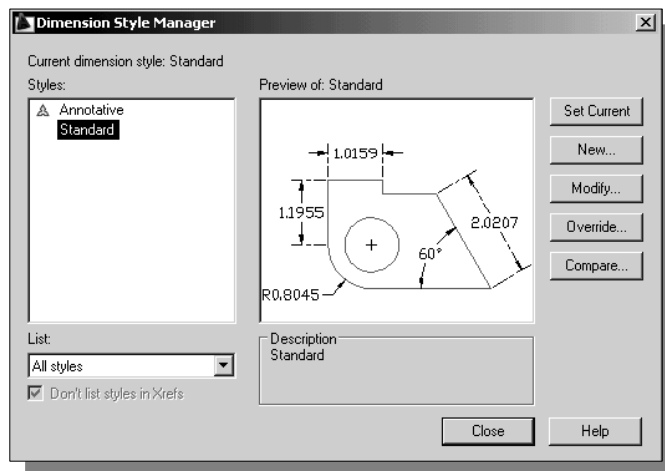 Dimension Style Manager
Current dimension style: Standard
Styles:
Annotative
Standard
Preview of: Standard
1.0159
1.1955
2.0207
60°
R0.8045
Set Current
New...
Modify...
Override...
Compare...
List:
All styles
Don't list styles in Xrefs
Description
Standard
Close
Help